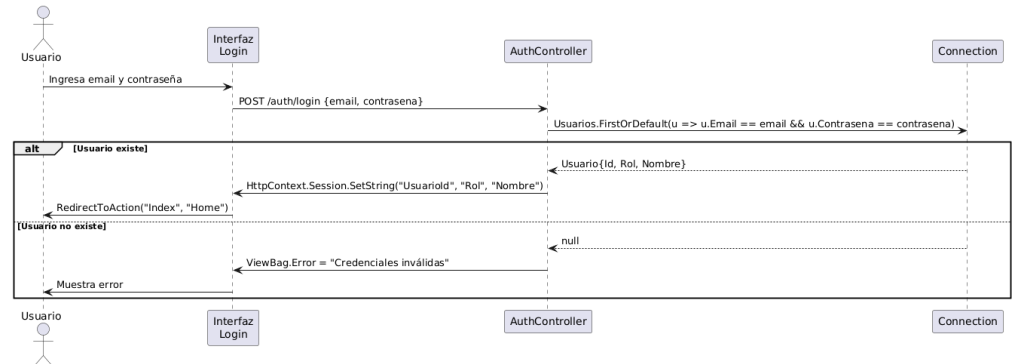 Usuario
Interfaz
Login
AuthController
Connection
Ingresa email y contraseña
POST /auth/login {email, contrasena}
Usuarios.FirstOrDefault(u => u.Email == email && u.Contrasena == contrasena)
alt [Usuario existe]
Usuario{Id, Rol, Nombre}
HttpContext.Session.SetString("UsuarioId", "Rol", "Nombre")
RedirectToAction("Index", "Home")
[Usuario no existe]
null
ViewBag.Error = "Credenciales inválidas"
Muestra error
Usuario
Interfaz
Login
AuthController
Connection